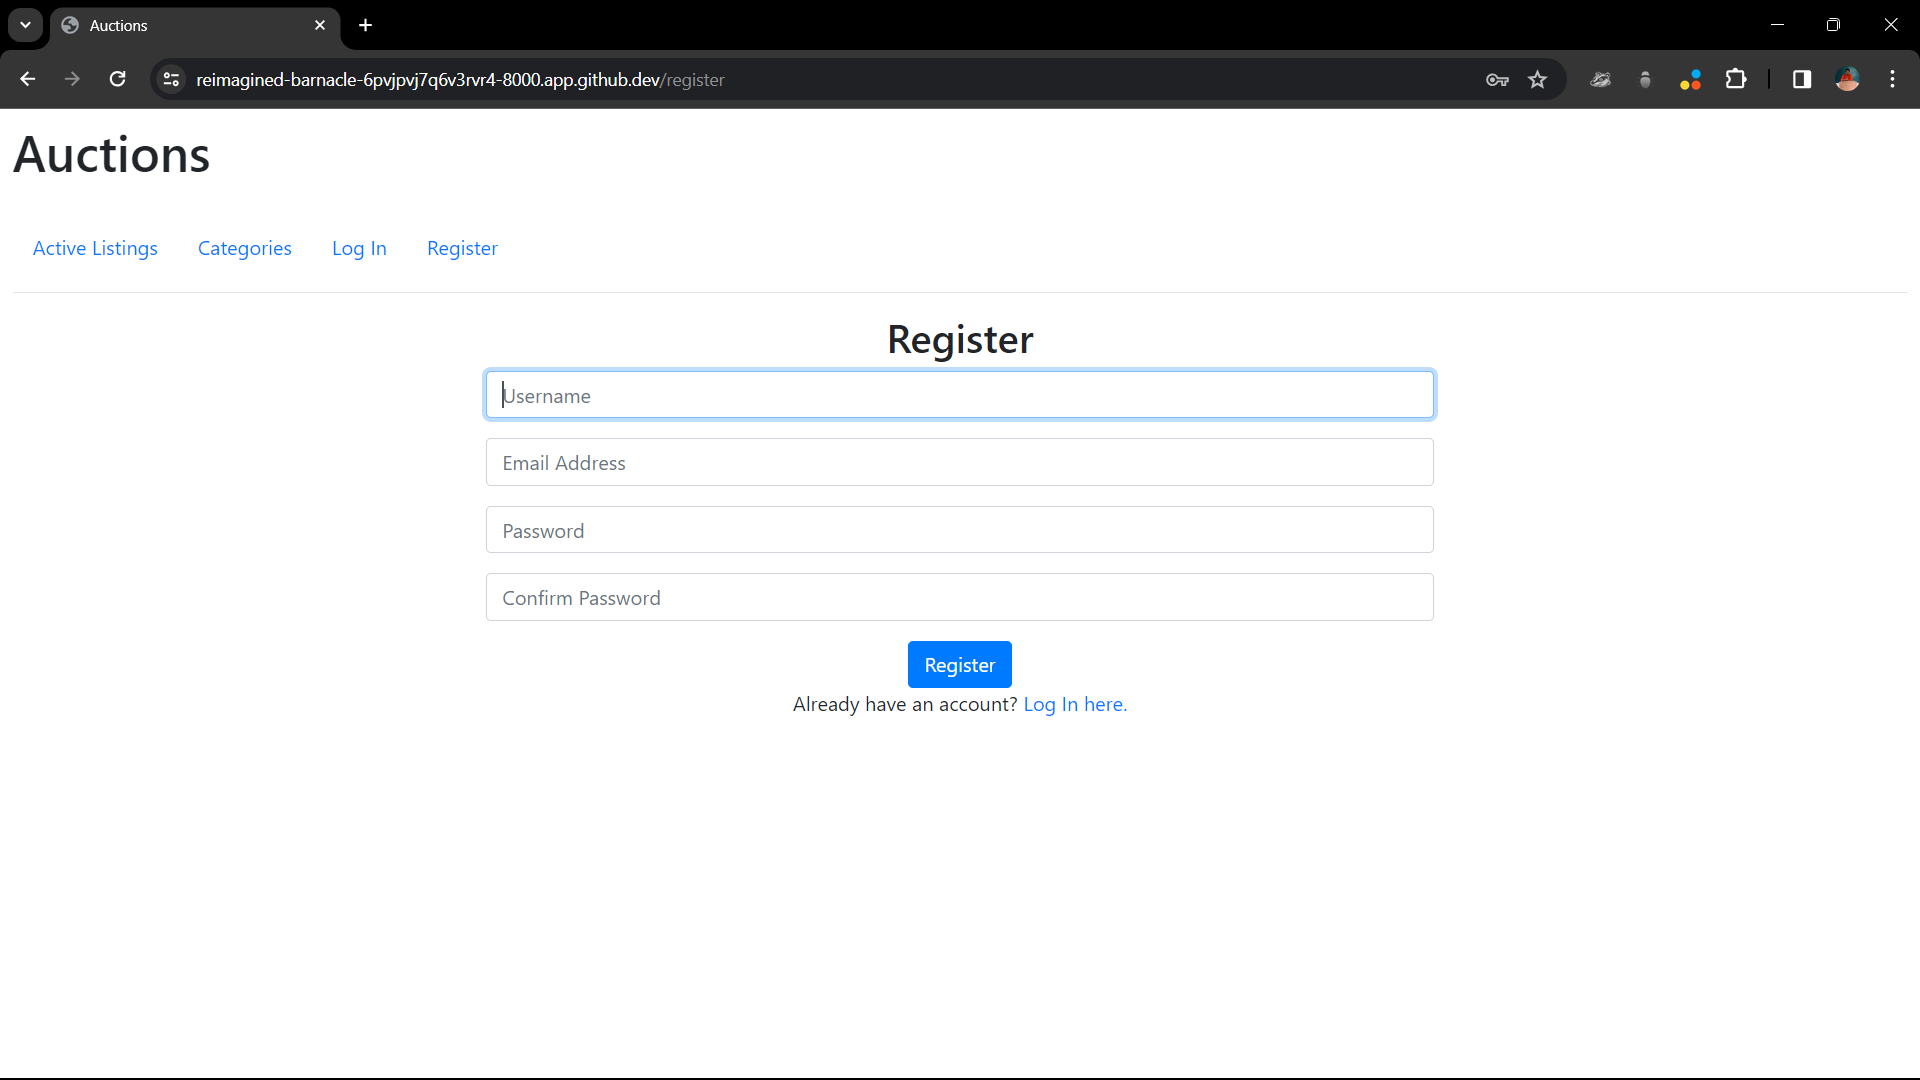 Auctions
reimagined-barnacle-6pvjpvj7q6v3rvr4-8000.app.github.dev/register
Auctions
Active Listings Categories Log In Register
Register
Username
Email Address
Password
Confirm Password
Register
Already have an account? Log In here.